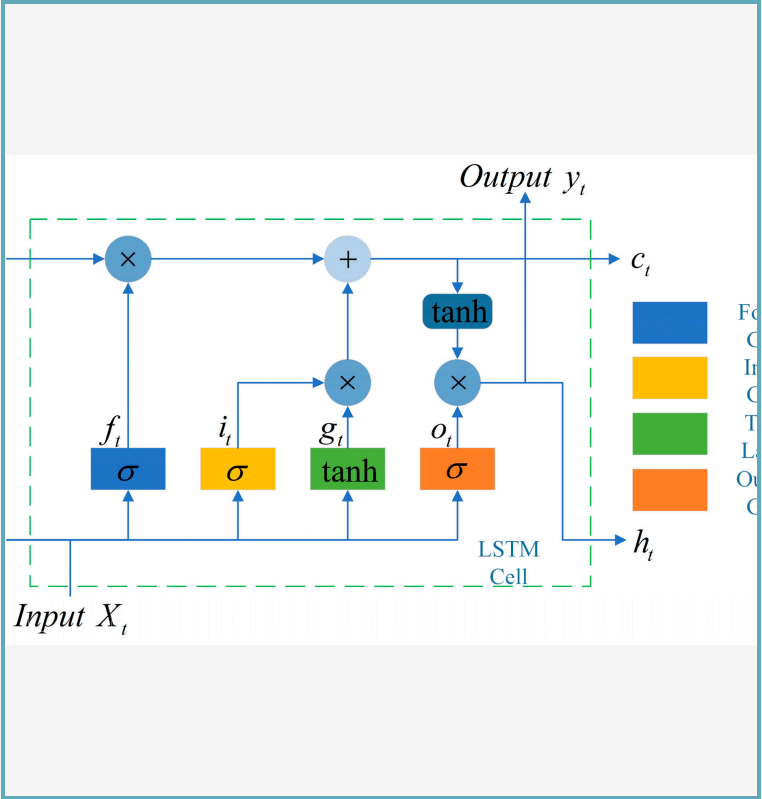 Output y_t
×
+
c_t
tanh
×
×
f_t
i_t
g_t
o_t
σ
σ
tanh
σ
h_t
LSTM
Cell
Input X_t